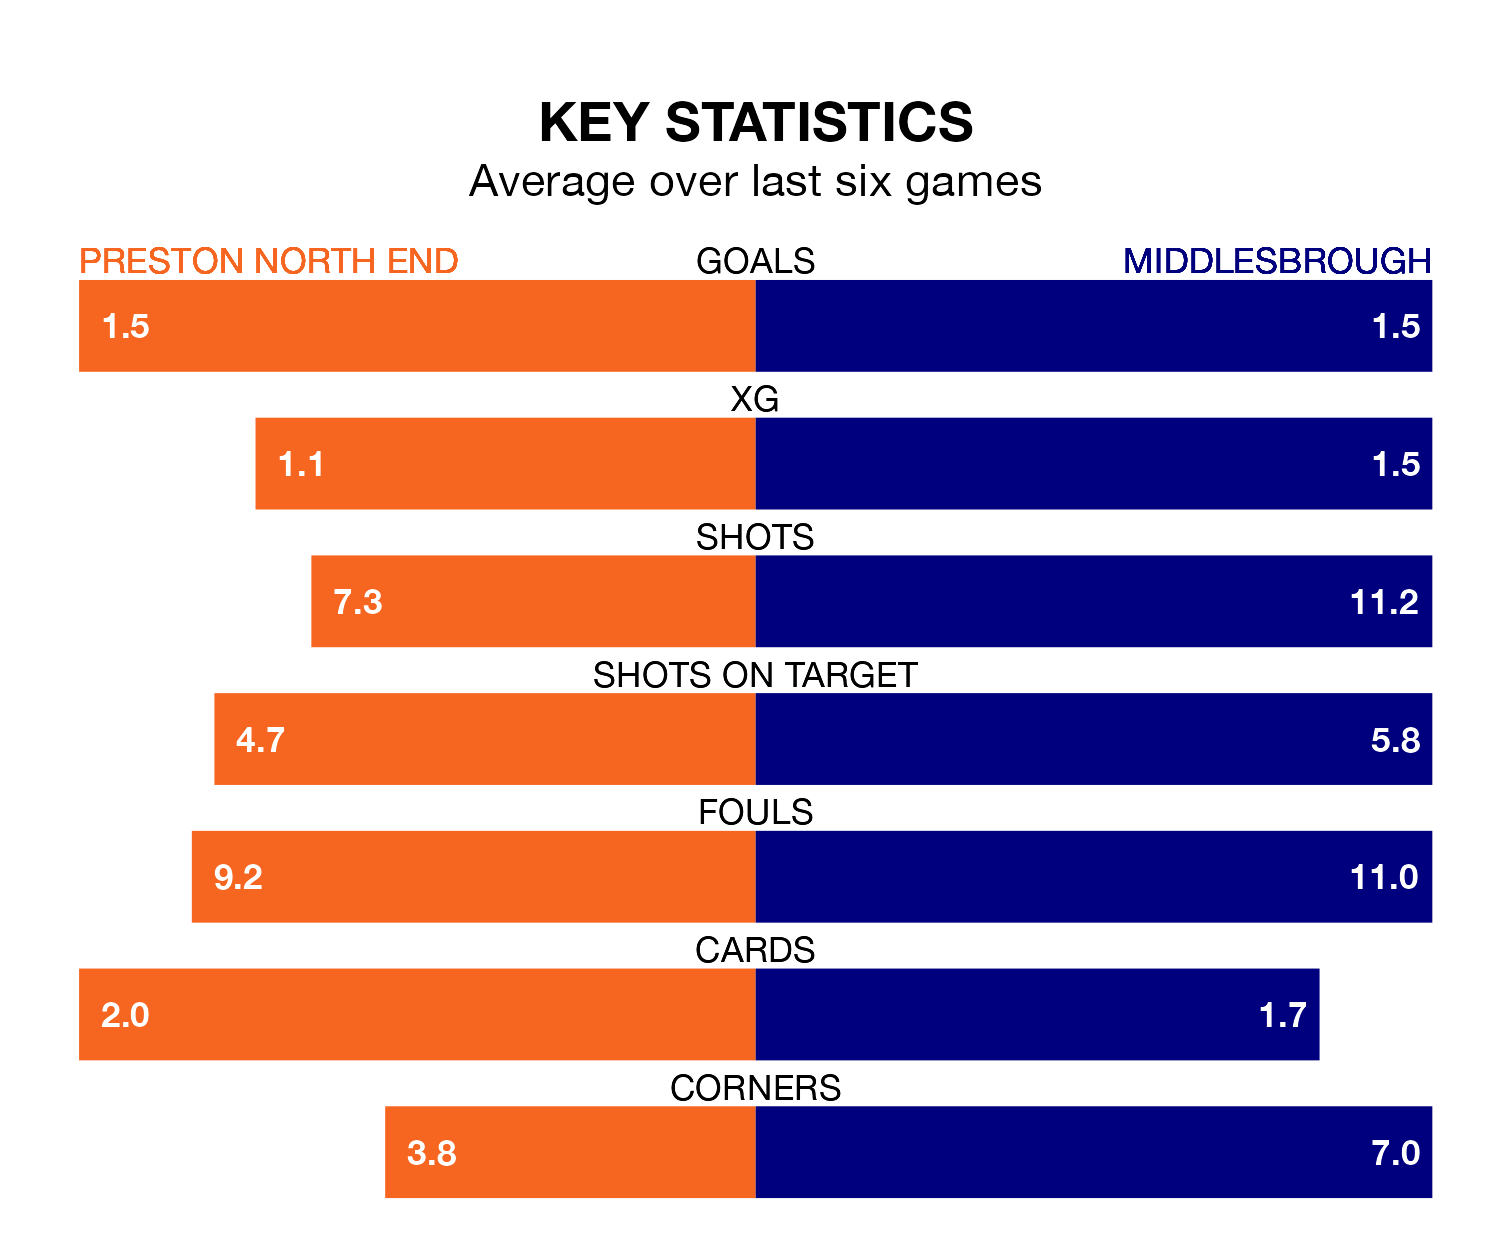 KEY STATISTICS
Average over last six games
PRESTON NORTH END GOALS MIDDLESBROUGH
1.5 1.5
XG
1.1 1.5
SHOTS
7.3 11.2
SHOTS ON TARGET
4.7 5.8
FOULS
9.2 11.0
CARDS
2.0 1.7
CORNERS
3.8 7.0